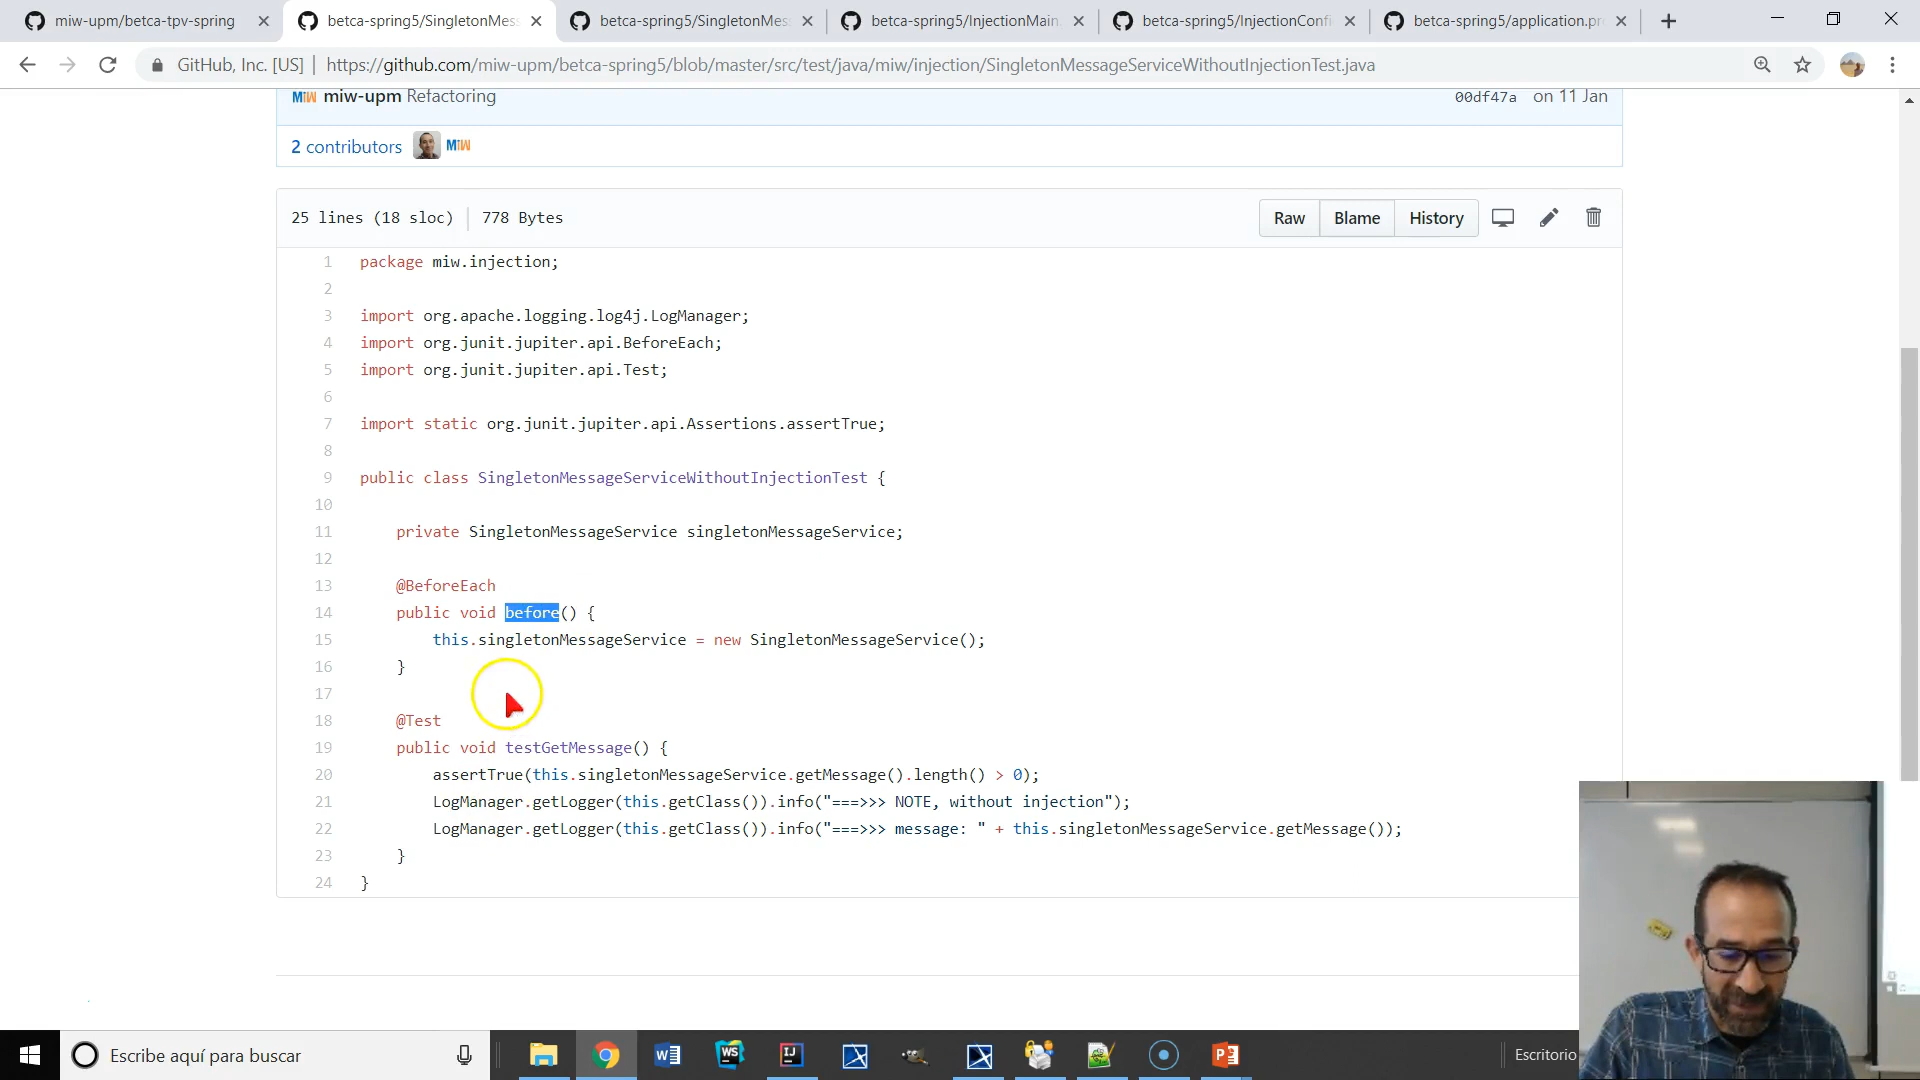 miw-upm/betca-tpv-spring
betca-spring5/SingletonMess
betca-spring5/SingletonMes
betca-spring5/InjectionMain.
betca-spring5/InjectionConfi
betca-spring5/application.pr
GitHub, Inc. [US] | https://github.com/miw-upm/betca-spring5/blob/master/src/test/java/miw/injection/SingletonMessageServiceWithoutInjectionTest.java
MIW miw-upm Refactoring 00df47a on 11 Jan
2 contributors MIW
25 lines (18 sloc) | 778 Bytes Raw Blame History
1 package miw.injection;
2
3 import org.apache.logging.log4j.LogManager;
4 import org.junit.jupiter.api.BeforeEach;
5 import org.junit.jupiter.api.Test;
6
7 import static org.junit.jupiter.api.Assertions.assertTrue;
8
9 public class SingletonMessageServiceWithoutInjectionTest {
10
11 private SingletonMessageService singletonMessageService;
12
13 @BeforeEach
14 public void before() {
15 this.singletonMessageService = new SingletonMessageService();
16 }
17
18 @Test
19 public void testGetMessage() {
20 assertTrue(this.singletonMessageService.getMessage().length() > 0);
21 LogManager.getLogger(this.getClass()).info("===>>> NOTE, without injection");
22 LogManager.getLogger(this.getClass()).info("===>>> message: " + this.singletonMessageService.getMessage());
23 }
24 }
Escribe aquí para buscar
WS
IJ
Escritorio